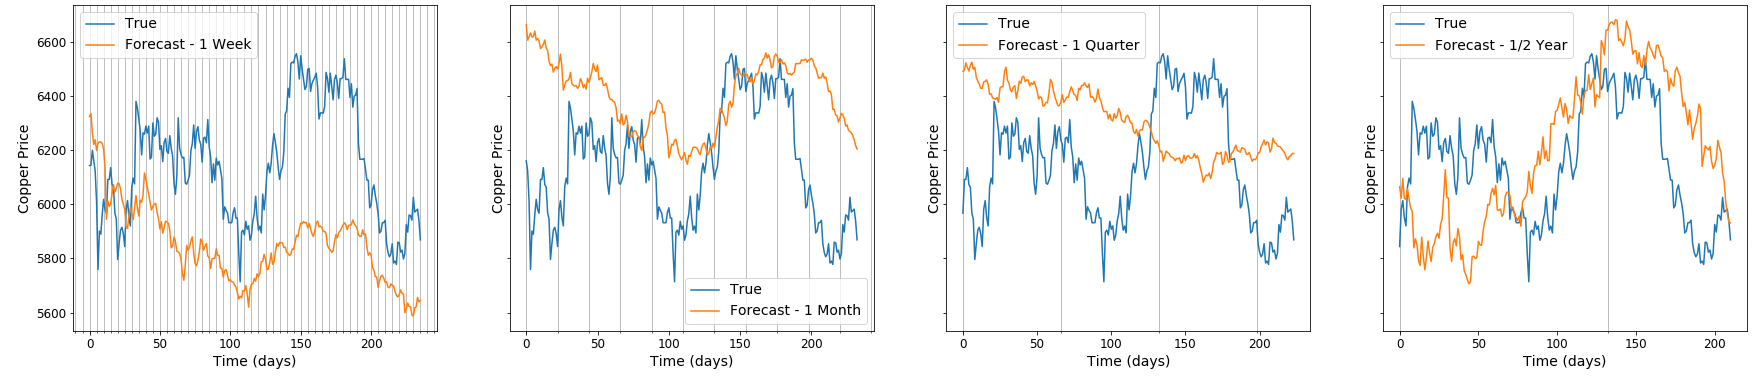 Copper Price
6600
6400
6200
6000
5800
5600
True
Forecast - 1 Week
0 50 100 150 200
Time (days)
Copper Price
True
Forecast - 1 Month
0 50 100 150 200
Time (days)
Copper Price
True
Forecast - 1 Quarter
0 50 100 150 200
Time (days)
Copper Price
True
Forecast - 1/2 Year
0 50 100 150 200
Time (days)